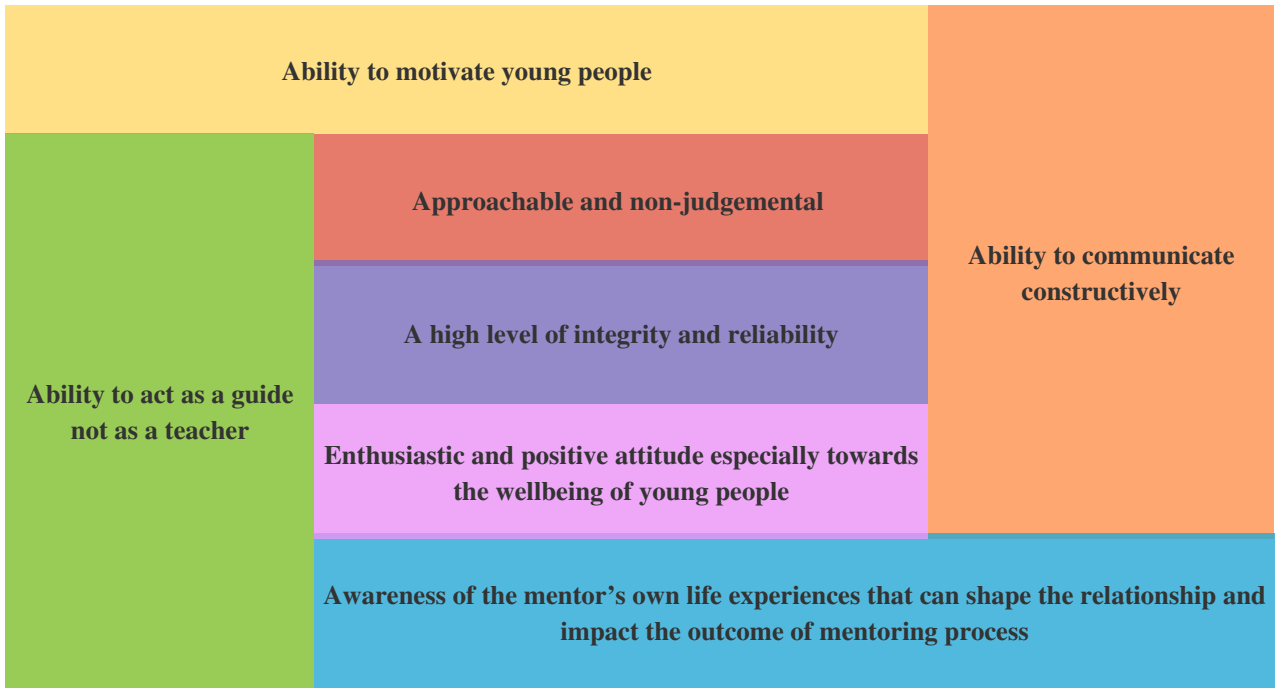 Ability to motivate young people
Approachable and non-judgemental
Ability to communicate
constructively
A high level of integrity and reliability
Ability to act as a guide
not as a teacher
Enthusiastic and positive attitude especially towards
the wellbeing of young people
Awareness of the mentor’s own life experiences that can shape the relationship and
impact the outcome of mentoring process